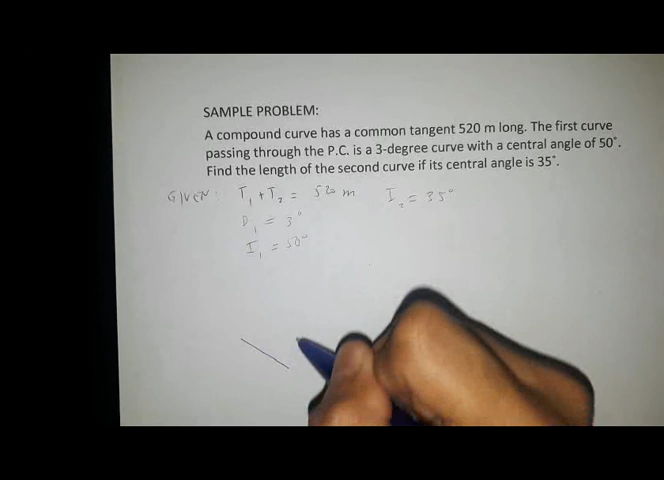 SAMPLE PROBLEM:
A compound curve has a common tangent 520 m long. The first curve
passing through the P.C. is a 3-degree curve with a central angle of 50°.
Find the length of the second curve if its central angle is 35°.
GIVEN: T₁ + T₂ = 520 m I₂ = 35°
D₁ = 3°
I₁ = 50°